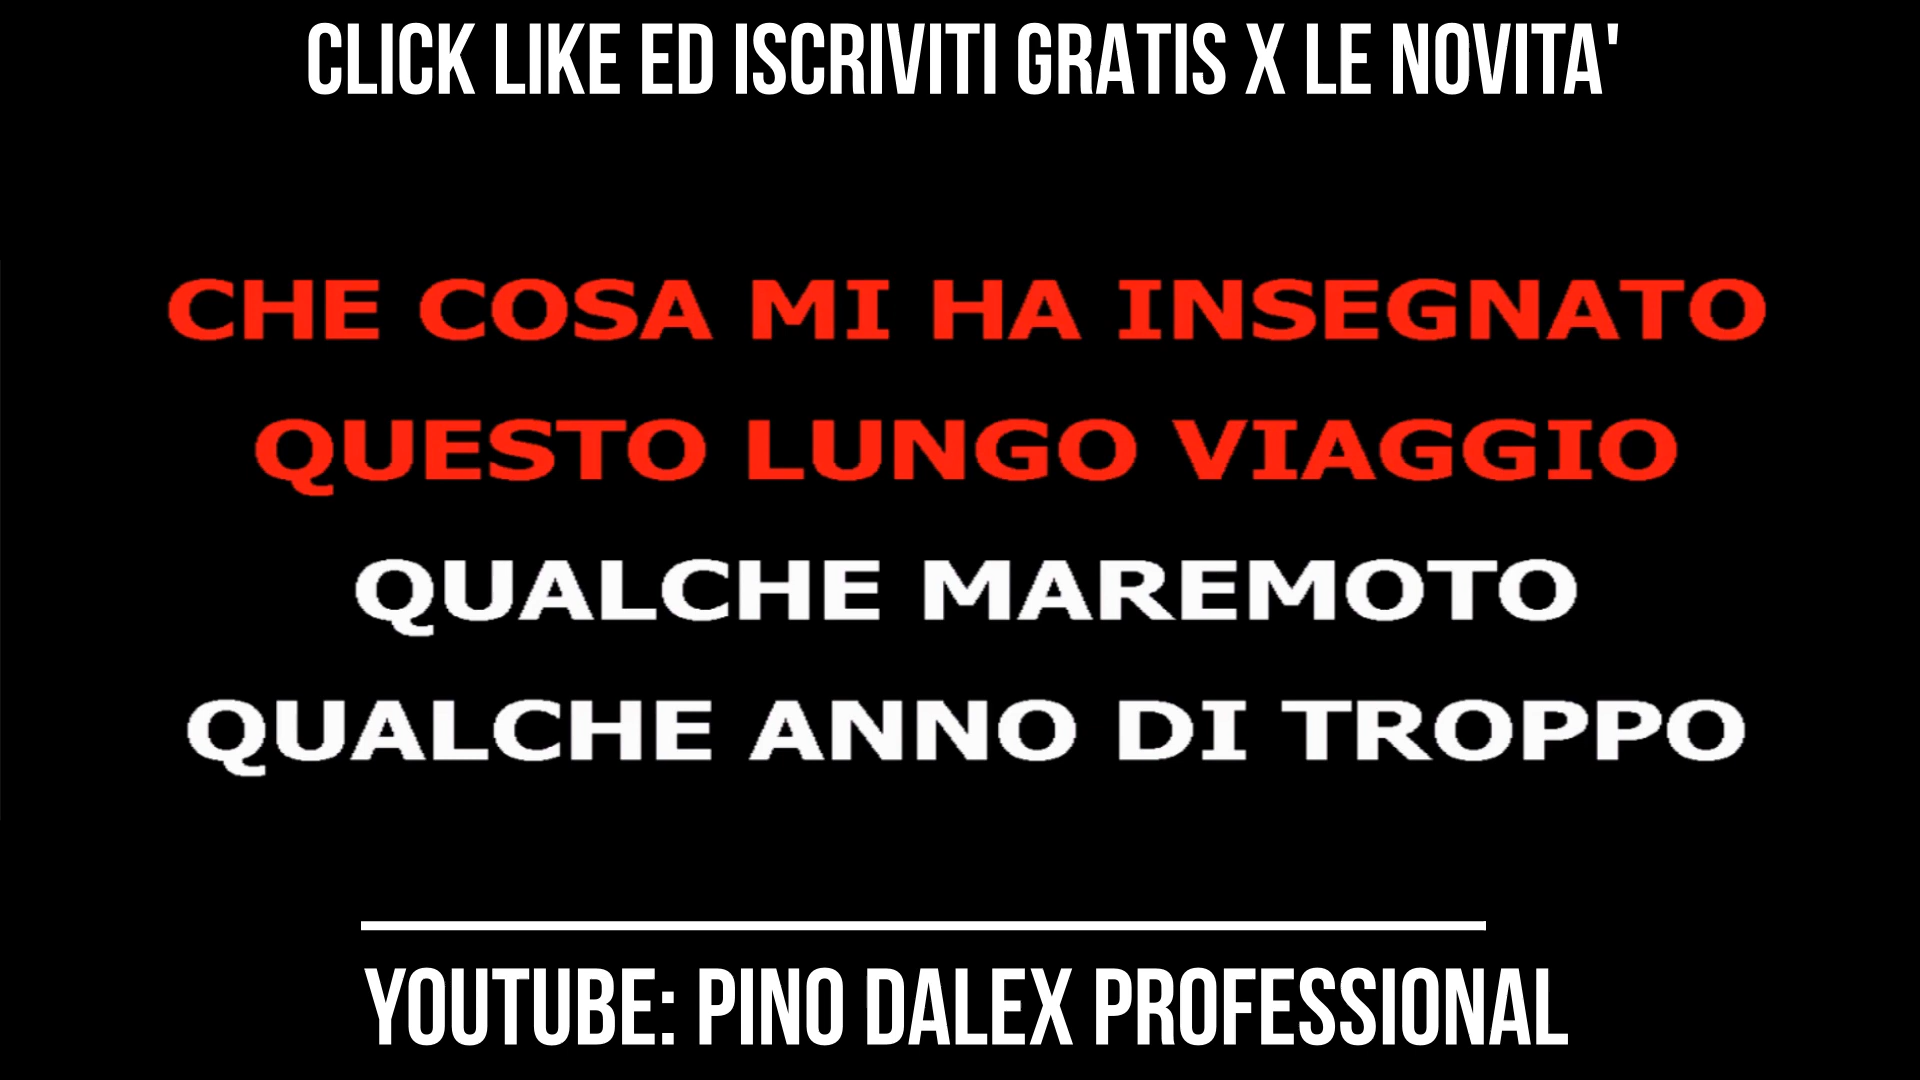 CLICK LIKE ED ISCRIVITI GRATIS X LE NOVITA'
CHE COSA MI HA INSEGNATO
QUESTO LUNGO VIAGGIO
QUALCHE MAREMOTO
QUALCHE ANNO DI TROPPO
YOUTUBE: PINO DALEX PROFESSIONAL